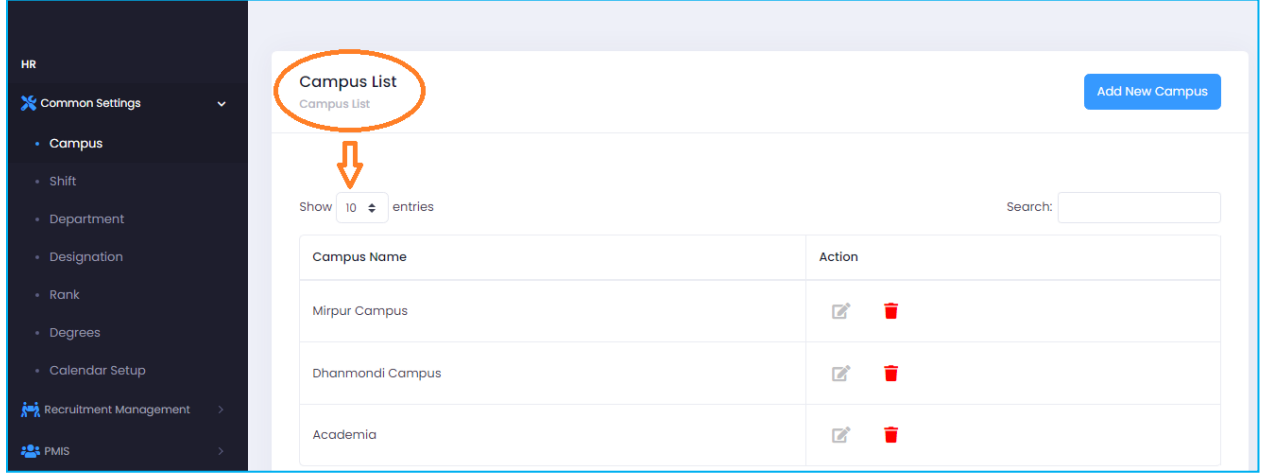 HR
Common Settings
Campus
Shift
Department
Designation
Rank
Degrees
Calendar Setup
Recruitment Management
PMIS
Campus List
Campus List
Add New Campus
Show 10 entries
Search:
Campus Name Action
Mirpur Campus
Dhanmondi Campus
Academia